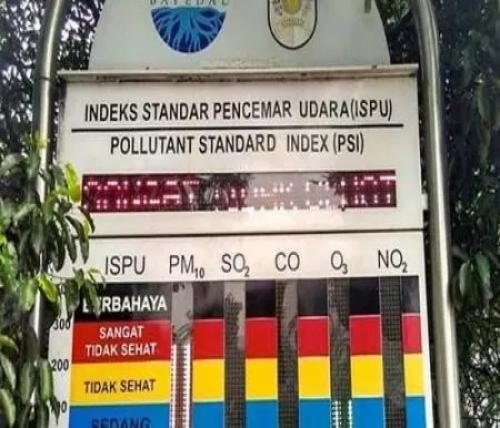 BAPEDAL
INDEKS STANDAR PENCEMAR UDARA(ISPU)
POLLUTANT STANDARD INDEX (PSI)
ISPU PM10 SO2 CO O3 NO2
BERBAHAYA
300
SANGAT
TIDAK SEHAT
200
TIDAK SEHAT
SEDANG